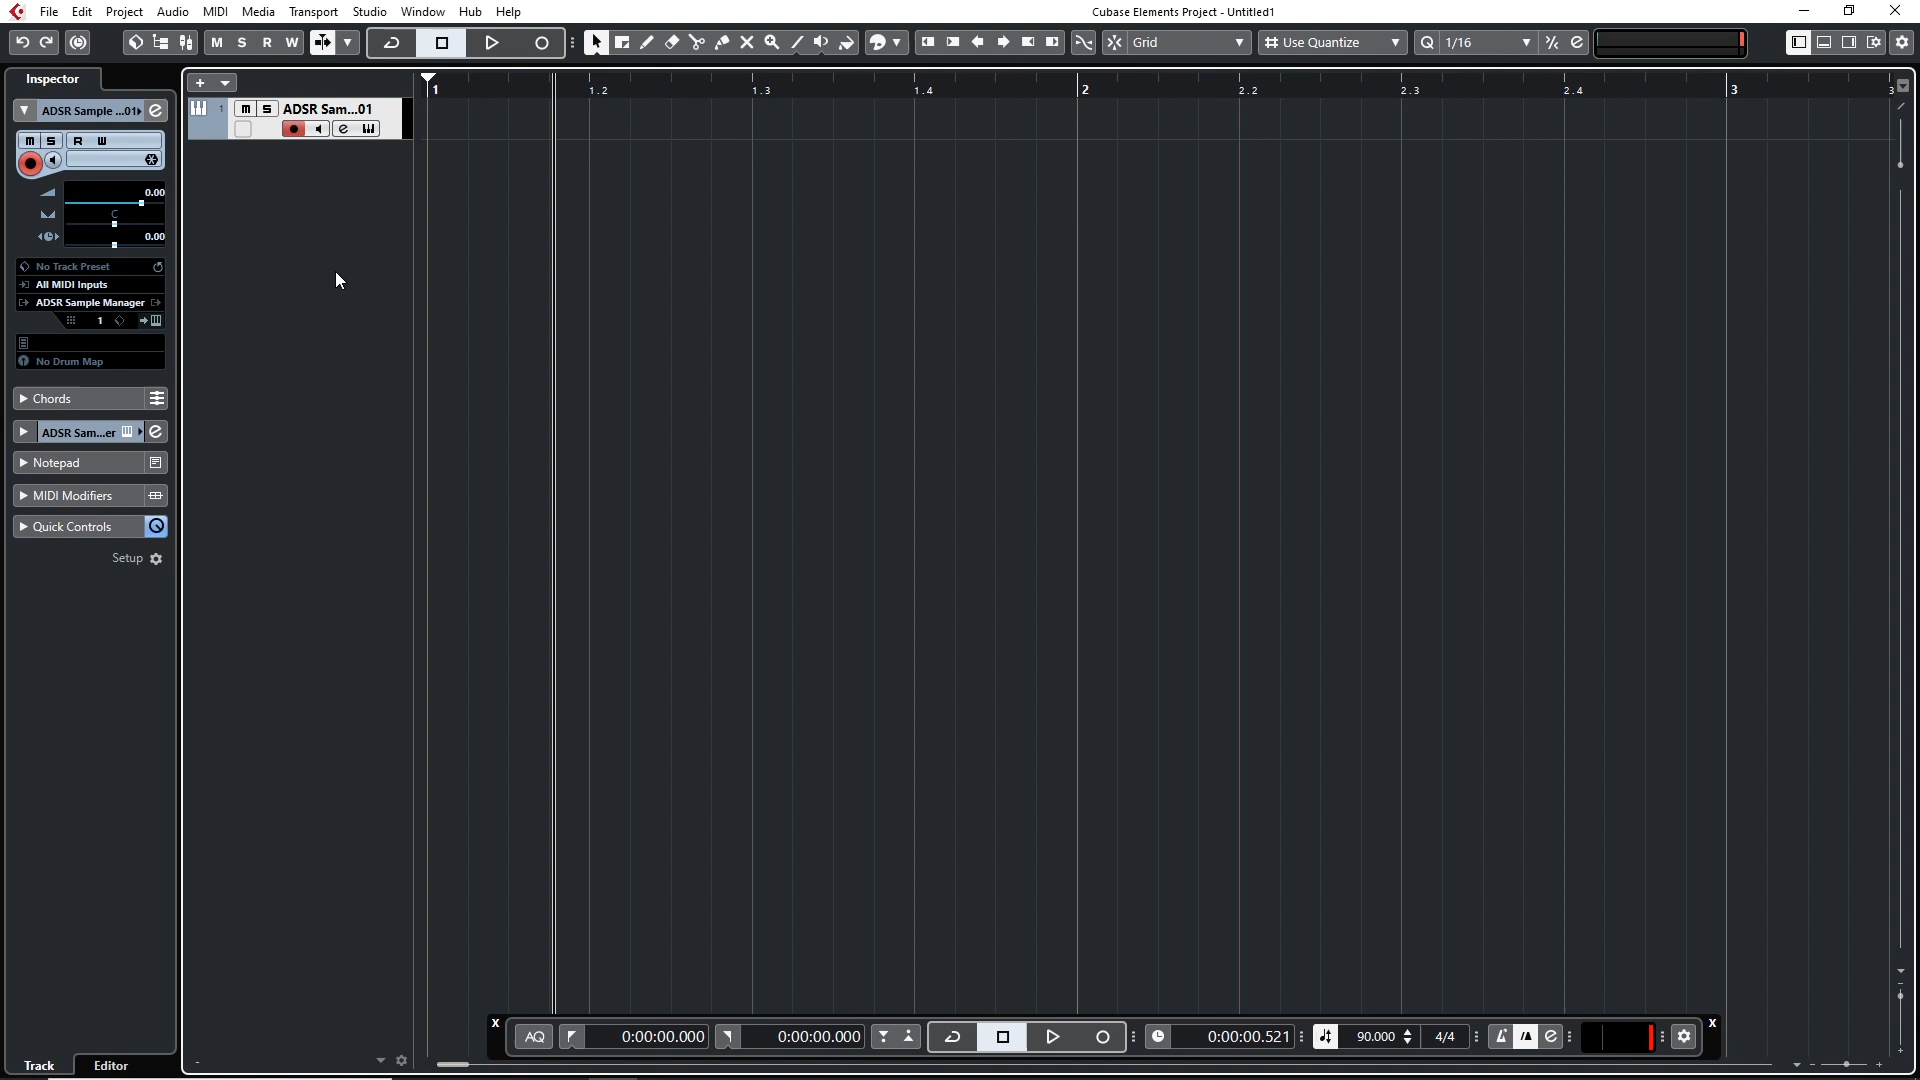 File Edit Project Audio MIDI Media Transport Studio Window Hub Help
Cubase Elements Project - Untitled1
M S R W
Grid
Use Quantize
Q 1/16
Inspector
1 1.2 1.3 1.4 2 2.2 2.3 2.4 3 3
ADSR Sample ...01
1 m S ADSR Sam...01
m S R W
0.00
C
0.00
No Track Preset
All MIDI Inputs
ADSR Sample Manager
1
No Drum Map
Chords
ADSR Sam...er
Notepad
MIDI Modifiers
Quick Controls
Setup
X X
AQ 0:00:00.000 0:00:00.000 0:00:00.521 90.000 4/4
Track Editor